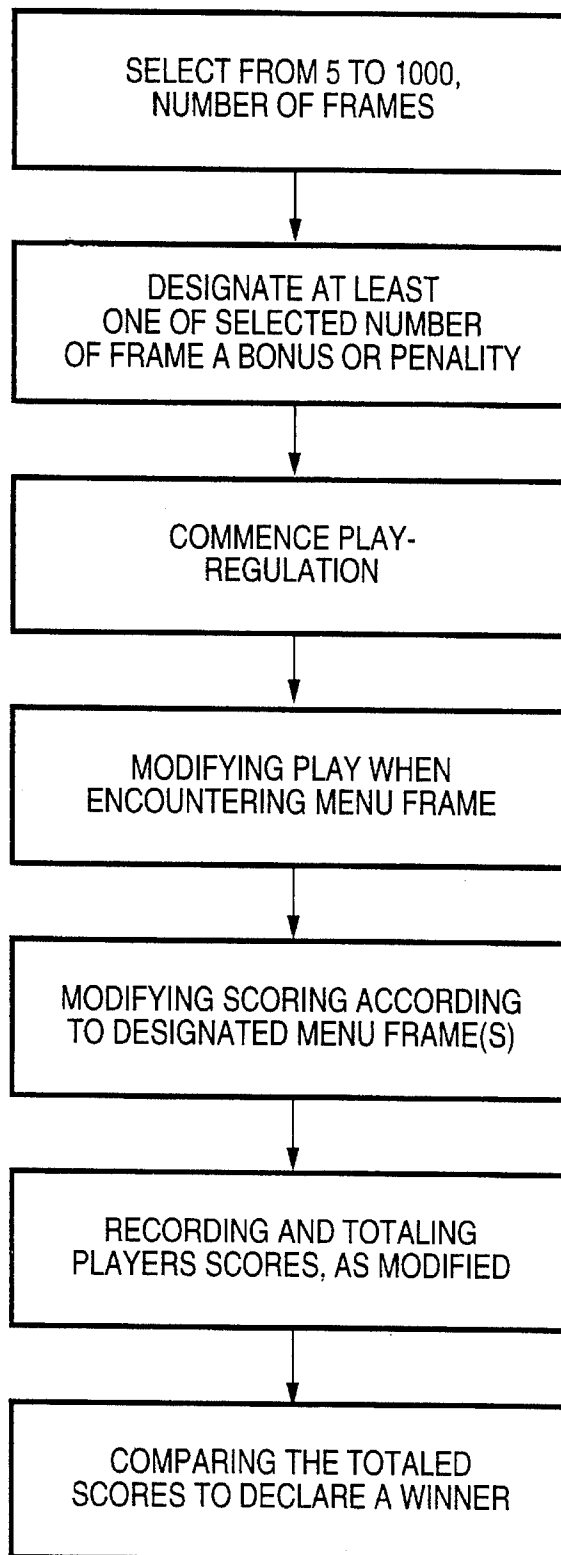 SELECT FROM 5 TO 1000,
NUMBER OF FRAMES
DESIGNATE AT LEAST
ONE OF SELECTED NUMBER
OF FRAME A BONUS OR PENALITY
COMMENCE PLAY-
REGULATION
MODIFYING PLAY WHEN
ENCOUNTERING MENU FRAME
MODIFYING SCORING ACCORDING
TO DESIGNATED MENU FRAME(S)
RECORDING AND TOTALING
PLAYERS SCORES, AS MODIFIED
COMPARING THE TOTALED
SCORES TO DECLARE A WINNER